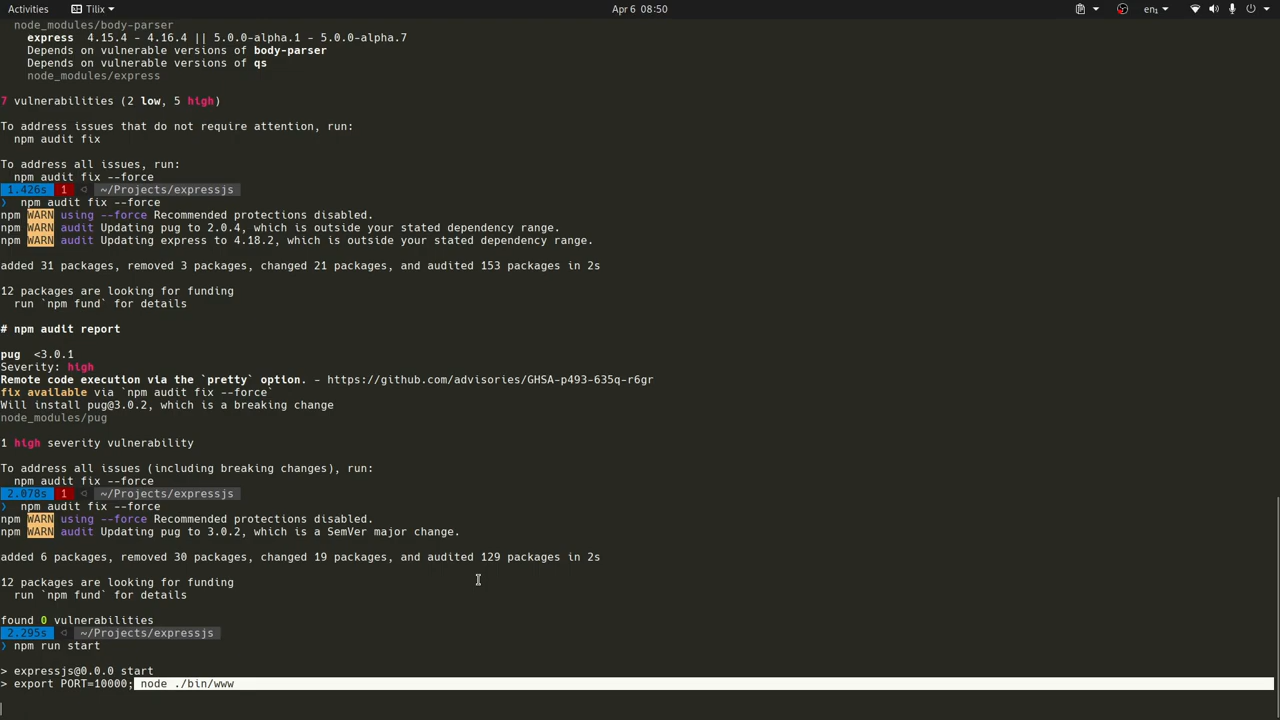 Activities Tilix Apr 6 08:50 en₁
node_modules/body-parser
express 4.15.4 - 4.16.4 || 5.0.0-alpha.1 - 5.0.0-alpha.7
Depends on vulnerable versions of body-parser
Depends on vulnerable versions of qs
node_modules/express
7 vulnerabilities (2 low, 5 high)
To address issues that do not require attention, run:
npm audit fix
To address all issues, run:
npm audit fix --force
1.426s 1 ◁ ~/Projects/expressjs
❯ npm audit fix --force
npm WARN using --force Recommended protections disabled.
npm WARN audit Updating pug to 2.0.4, which is outside your stated dependency range.
npm WARN audit Updating express to 4.18.2, which is outside your stated dependency range.
added 31 packages, removed 3 packages, changed 21 packages, and audited 153 packages in 2s
12 packages are looking for funding
run `npm fund` for details
# npm audit report
pug <3.0.1
Severity: high
Remote code execution via the `pretty` option. - https://github.com/advisories/GHSA-p493-635q-r6gr
fix available via `npm audit fix --force`
Will install pug@3.0.2, which is a breaking change
node_modules/pug
1 high severity vulnerability
To address all issues (including breaking changes), run:
npm audit fix --force
2.078s 1 ◁ ~/Projects/expressjs
❯ npm audit fix --force
npm WARN using --force Recommended protections disabled.
npm WARN audit Updating pug to 3.0.2, which is a SemVer major change.
added 6 packages, removed 30 packages, changed 19 packages, and audited 129 packages in 2s
12 packages are looking for funding
run `npm fund` for details
found 0 vulnerabilities
2.295s ◁ ~/Projects/expressjs
❯ npm run start
> expressjs@0.0.0 start
> export PORT=10000; node ./bin/www